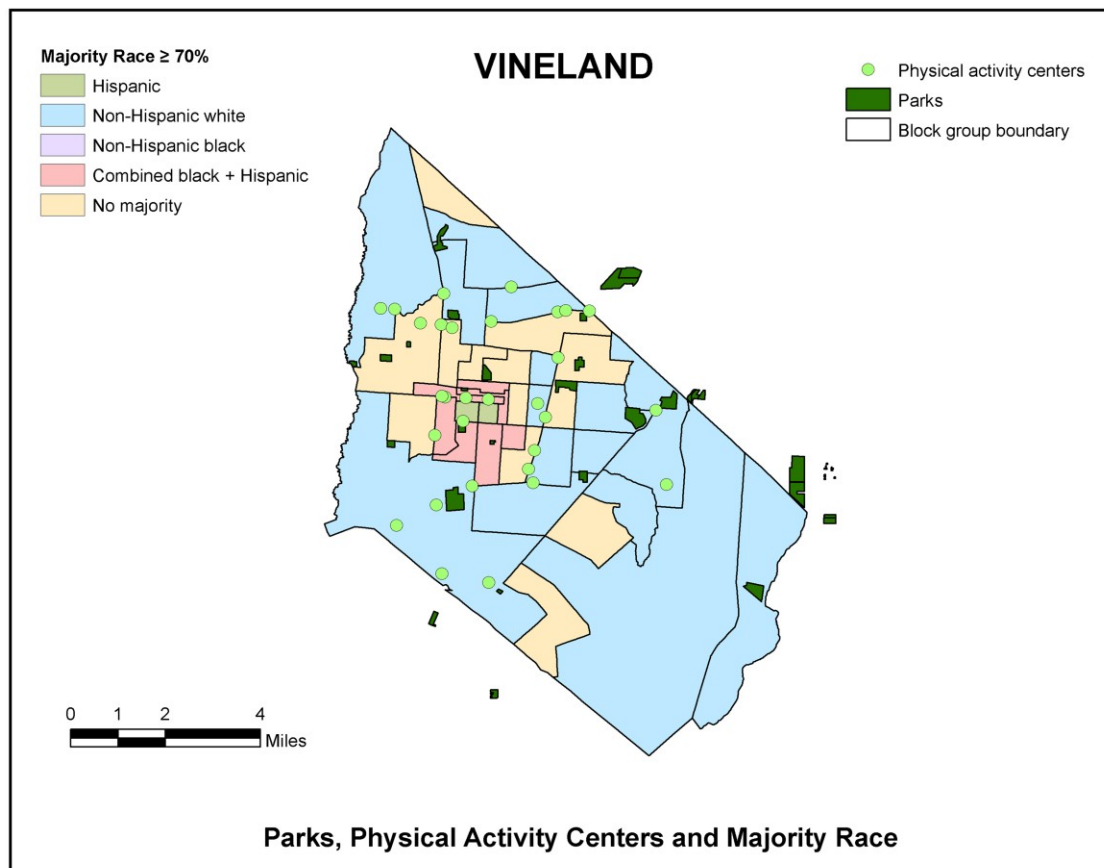 VINELAND
Majority Race ≥ 70%
Hispanic
Non-Hispanic white
Non-Hispanic black
Combined black + Hispanic
No majority
Physical activity centers
Parks
Block group boundary
0 1 2 4
Miles
Parks, Physical Activity Centers and Majority Race